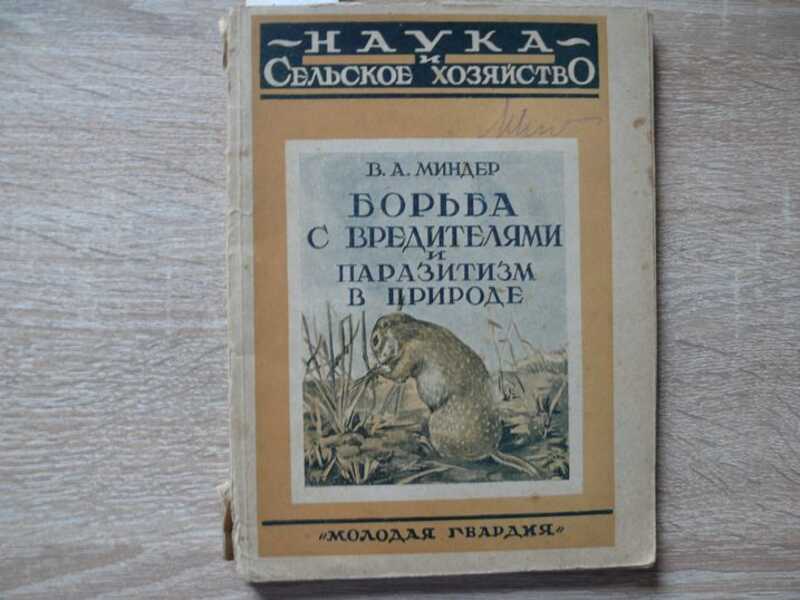 НАУКА
И
СЕЛЬСКОЕ ХОЗЯЙСТВО
В. А. МИНДЕР
БОРЬБА
С ВРЕДИТЕЛЯМИ
И
ПАРАЗИТИЗМ
В ПРИРОДЕ
„МОЛОДАЯ ГВАРДИЯ“